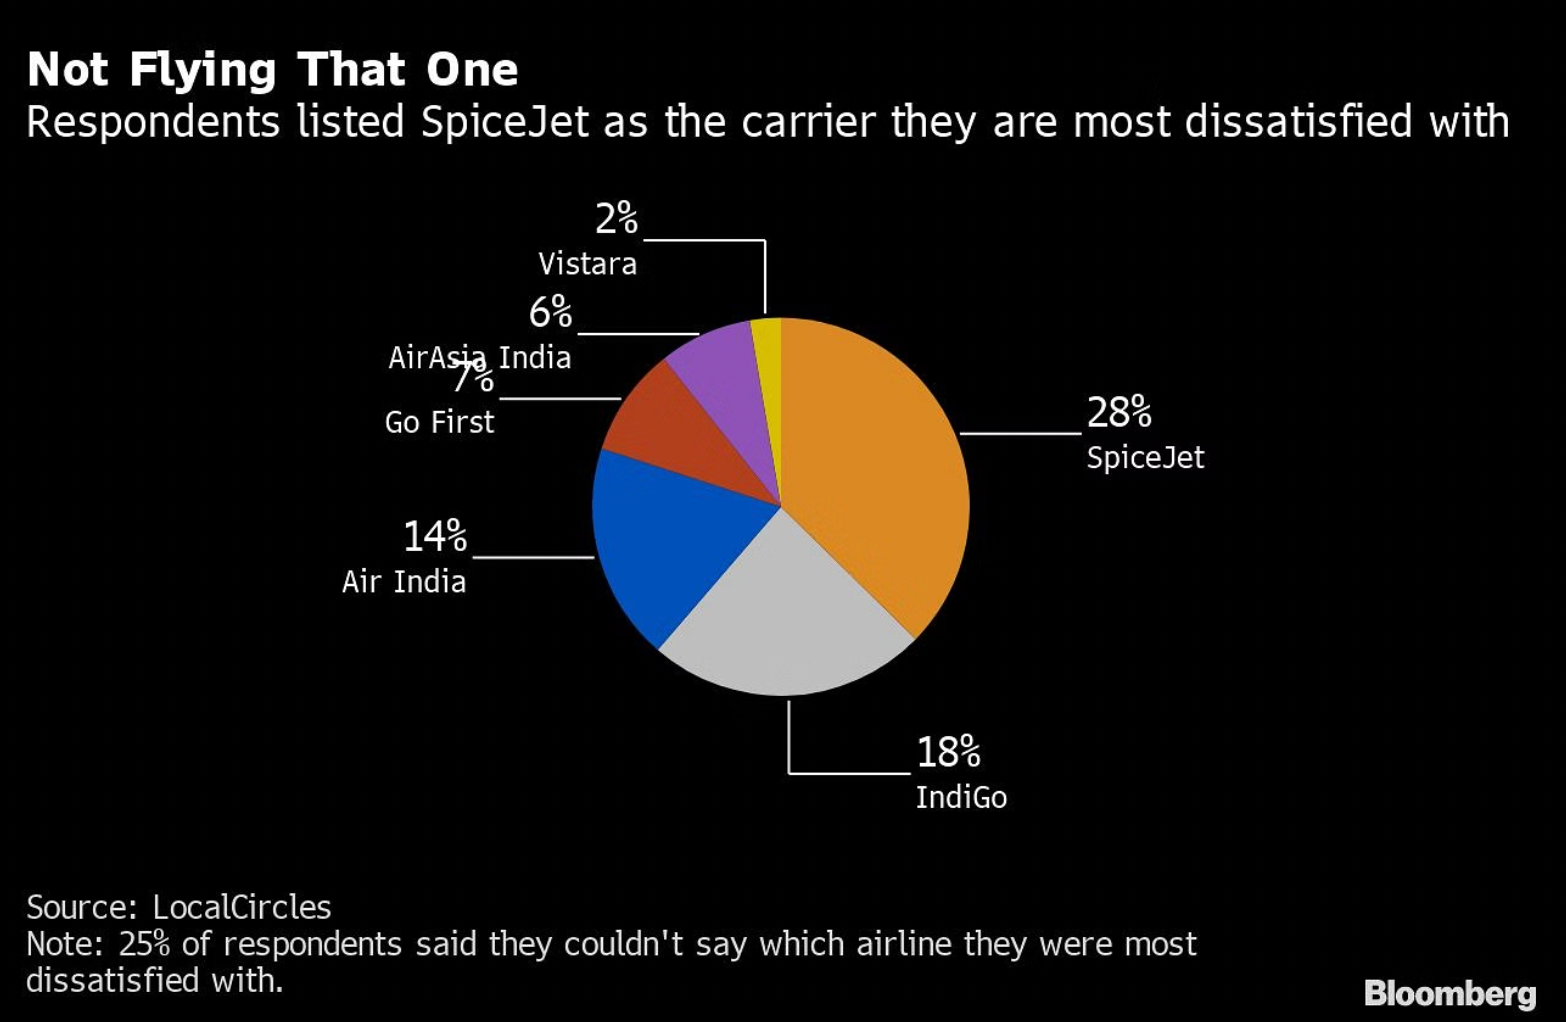 Not Flying That One
Respondents listed SpiceJet as the carrier they are most dissatisfied with
2%
Vistara
6%
AirAsia India
7%
Go First
14%
Air India
28%
SpiceJet
18%
IndiGo
Source: LocalCircles
Note: 25% of respondents said they couldn't say which airline they were most
dissatisfied with.
Bloomberg